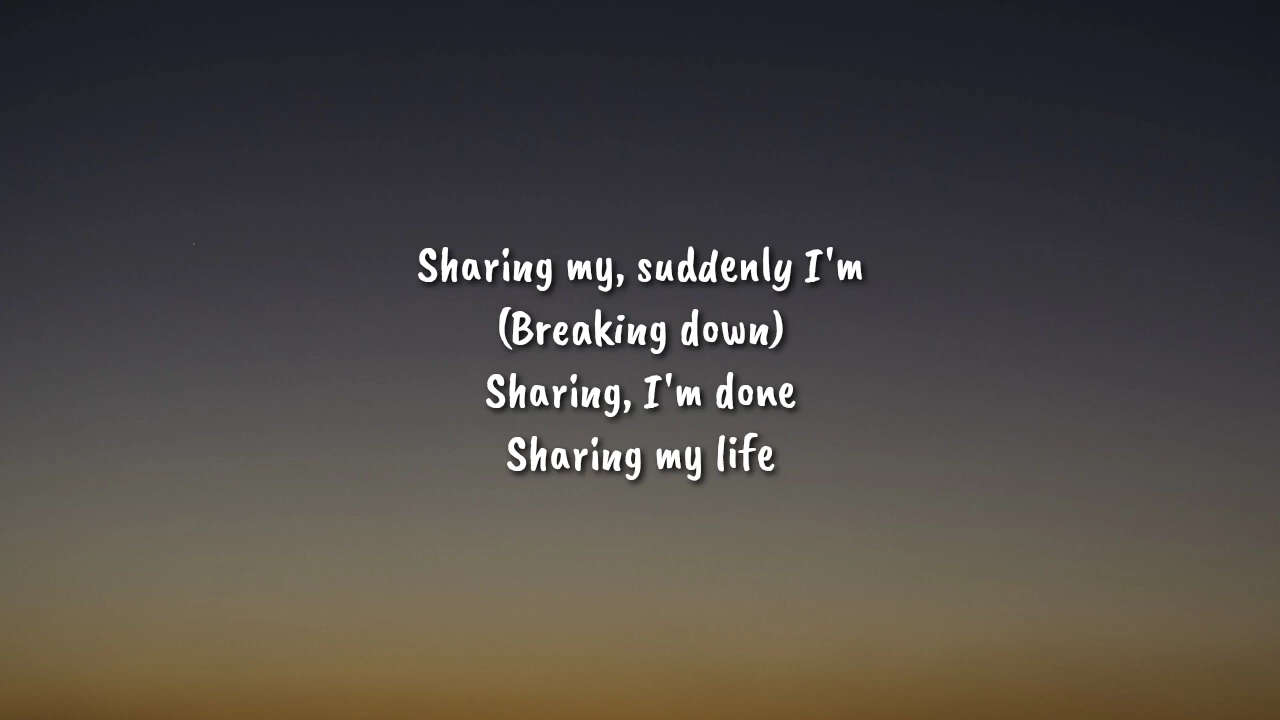 Sharing my, suddenly I'm
(Breaking down)
Sharing, I'm done
Sharing my life